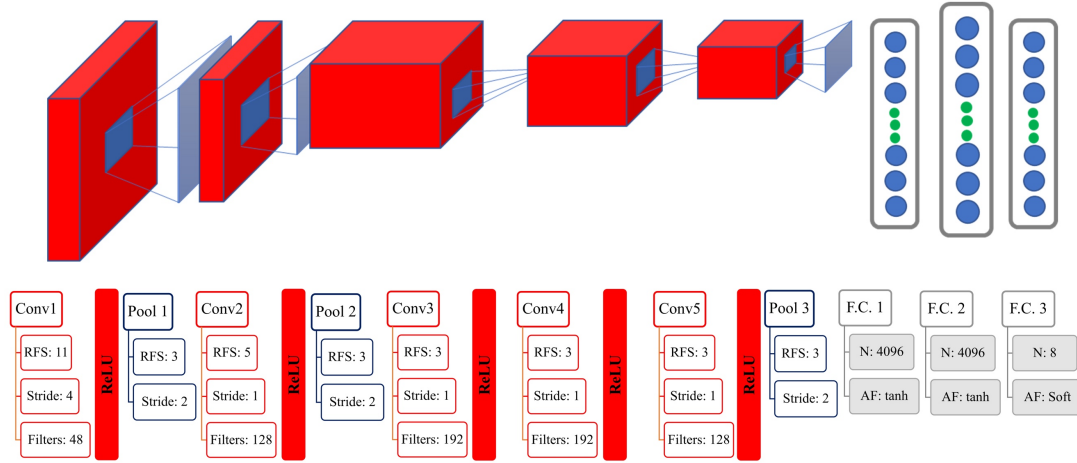 Conv1
RFS: 11
Stride: 4
Filters: 48
ReLU
Pool 1
RFS: 3
Stride: 2
Conv2
RFS: 5
Stride: 1
Filters: 128
ReLU
Pool 2
RFS: 3
Stride: 2
Conv3
RFS: 3
Stride: 1
Filters: 192
ReLU
Conv4
RFS: 3
Stride: 1
Filters: 192
ReLU
Conv5
RFS: 3
Stride: 1
Filters: 128
ReLU
Pool 3
RFS: 3
Stride: 2
F.C. 1
N: 4096
AF: tanh
F.C. 2
N: 4096
AF: tanh
F.C. 3
N: 8
AF: Soft